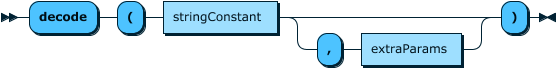 decode ( stringConstant )
, extraParams